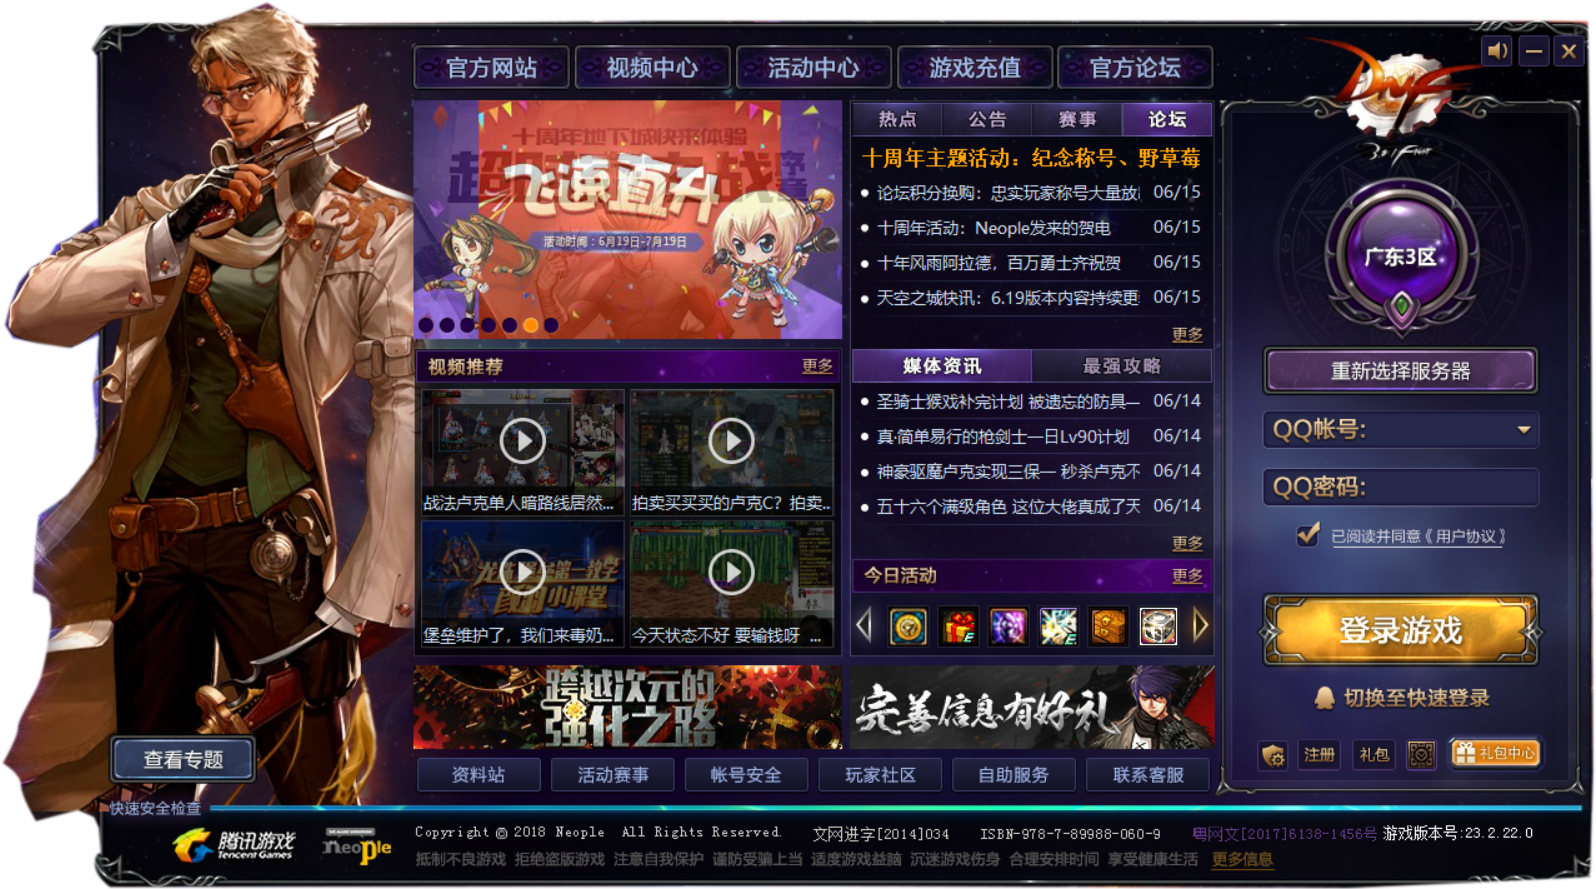 官方网站
视频中心
活动中心
游戏充值
官方论坛
DNF
十周年地下城快来体验
飞速直升
活动时间：6月19日-7月19日
热点
公告
赛事
论坛
十周年主题活动：纪念称号、野草莓
论坛积分换购：忠实玩家称号大量放 06/15
十周年活动：Neople发来的贺电 06/15
十年风雨阿拉德，百万勇士齐祝贺 06/15
天空之城快讯：6.19版本内容持续更 06/15
更多
广东3区
视频推荐
更多
战法卢克单人暗路线居然...
拍卖买买买的卢克C？拍卖...
第一教学
小课堂
堡垒维护了，我们来毒奶...
今天状态不好 要输钱呀 ...
媒体资讯
最强攻略
圣骑士猴戏补完计划 被遗忘的防具— 06/14
真·简单易行的枪剑士一日Lv90计划 06/14
神豪驱魔卢克实现三保一 秒杀卢克不 06/14
五十六个满级角色 这位大佬真成了天 06/14
更多
今日活动
更多
重新选择服务器
QQ帐号:
QQ密码:
已阅读并同意《用户协议》
登录游戏
切换至快速登录
注册
礼包
礼包中心
跨越次元的
强化之路
完善信息有好礼
查看专题
资料站
活动赛事
帐号安全
玩家社区
自助服务
联系客服
快速安全检查
腾讯游戏
Tencent Games
neople
Copyright © 2018 Neople All Rights Reserved.
文网进字[2014]034
ISBN-978-7-89988-060-9
粤网文[2017]6138-1456号
游戏版本号:23.2.22.0
抵制不良游戏 拒绝盗版游戏 注意自我保护 谨防受骗上当 适度游戏益脑 沉迷游戏伤身 合理安排时间 享受健康生活
更多信息